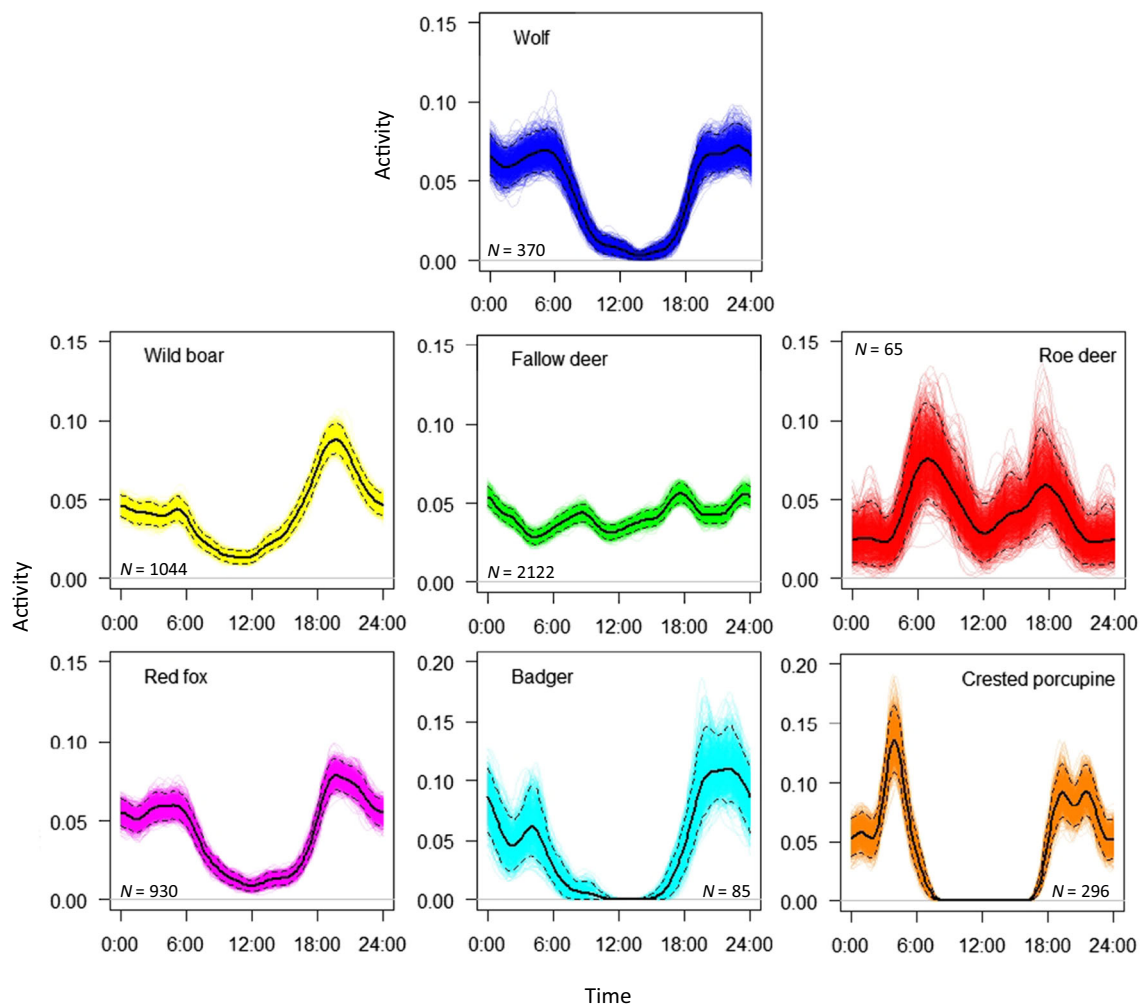 Wolf
0.15
0.10
0.05
0.00
Activity
N = 370
0:00 6:00 12:00 18:00 24:00
Wild boar
0.15
0.10
0.05
0.00
N = 1044
0:00 6:00 12:00 18:00 24:00
Fallow deer
0.15
0.10
0.05
0.00
N = 2122
0:00 6:00 12:00 18:00 24:00
N = 65 Roe deer
0.15
0.10
0.05
0.00
0:00 6:00 12:00 18:00 24:00
Activity
Red fox
0.15
0.10
0.05
0.00
N = 930
0:00 6:00 12:00 18:00 24:00
Badger
0.20
0.15
0.10
0.05
0.00
N = 85
0:00 6:00 12:00 18:00 24:00
Crested porcupine
0.20
0.15
0.10
0.05
0.00
N = 296
0:00 6:00 12:00 18:00 24:00
Time